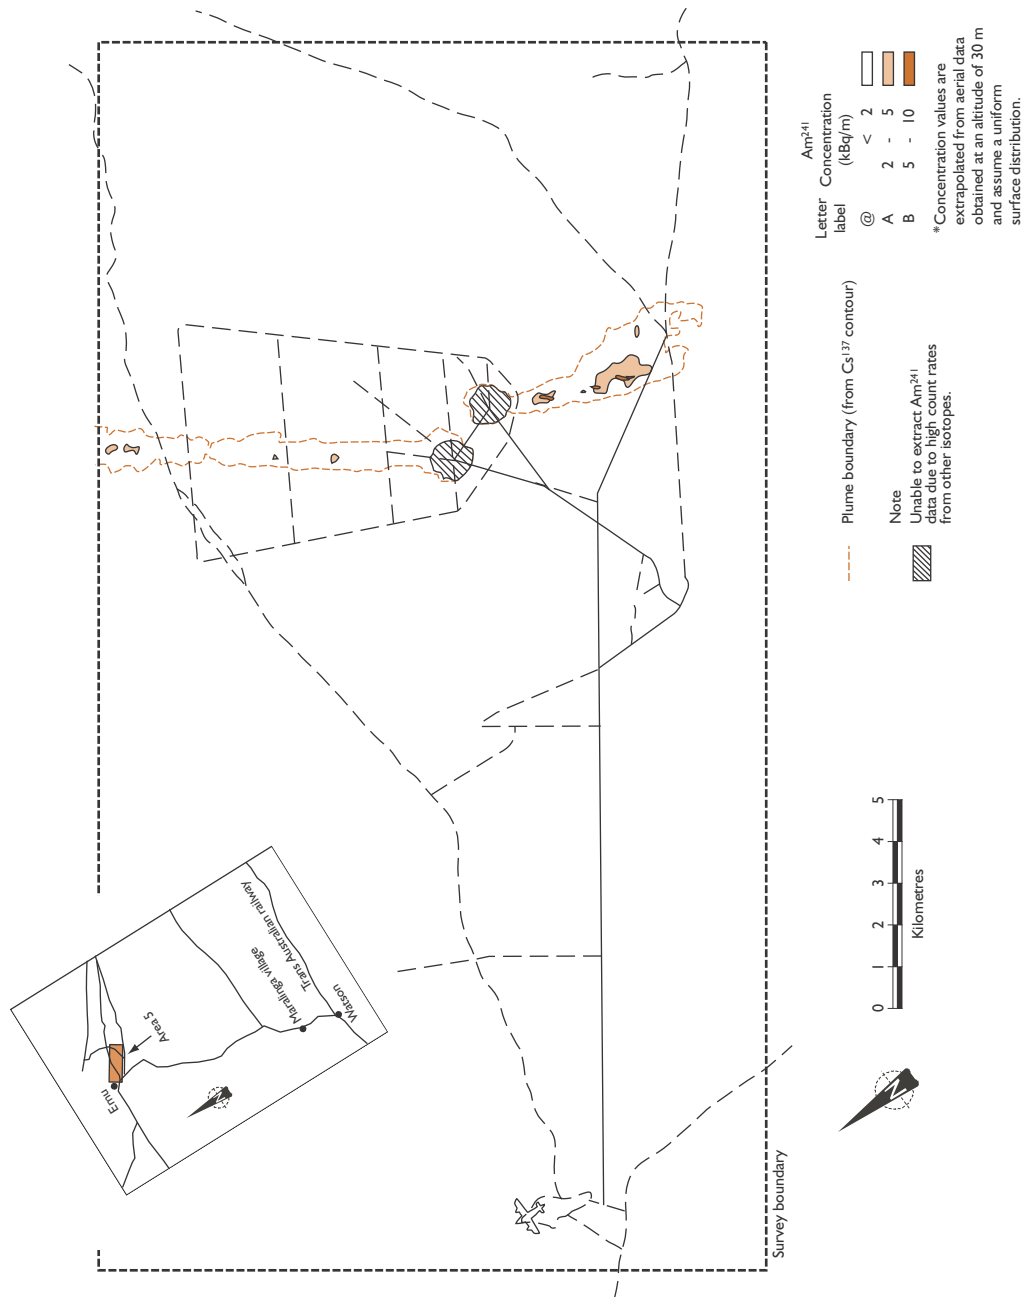 Emu
Area 5
Maralinga village
Trans Australian railway
Watson
N
Survey boundary
N
0 1 2 3 4 5
Kilometres
Plume boundary (from Cs137 contour)
Note
Unable to extract Am241
data due to high count rates
from other isotopes.
Am241
Letter Concentration
label (kBq/m)
@ < 2
A 2 - 5
B 5 - 10
*Concentration values are
extrapolated from aerial data
obtained at an altitude of 30 m
and assume a uniform
surface distribution.